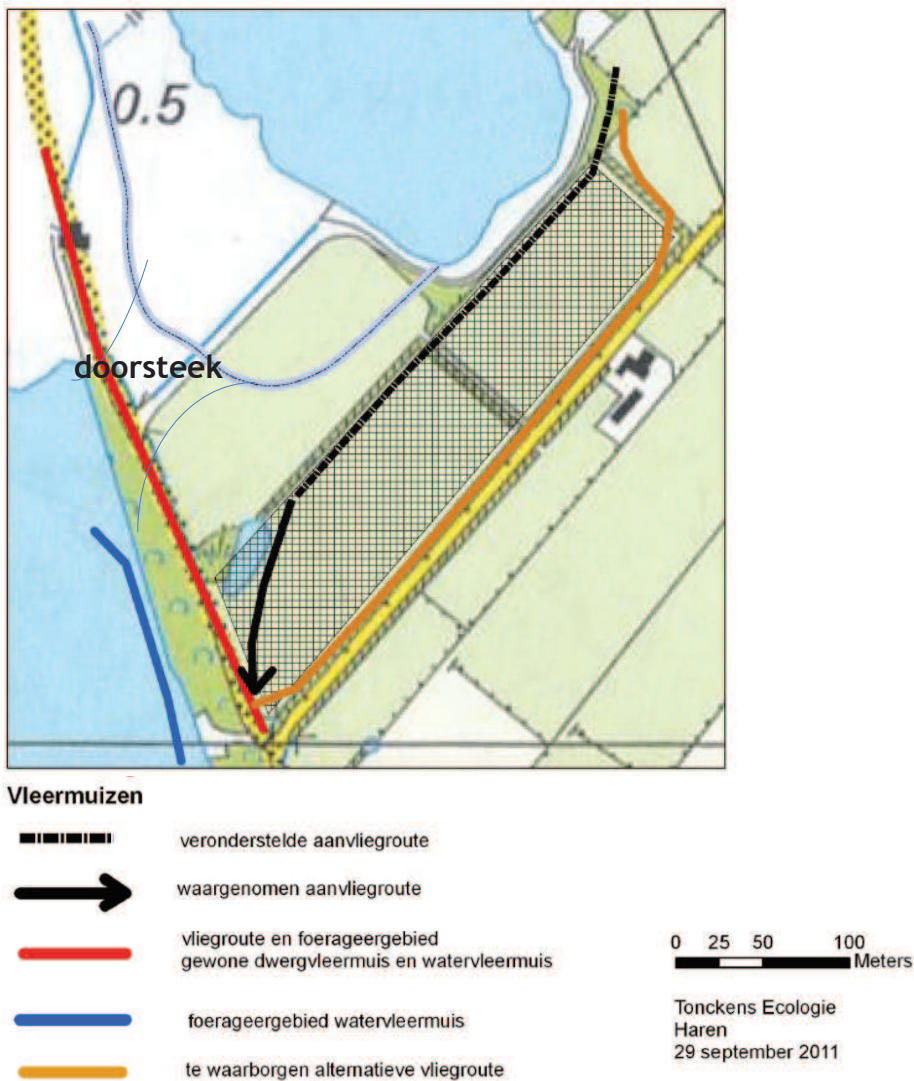 0.5
doorsteek
Vleermuizen
veronderstelde aanvliegroute
waargenomen aanvliegroute
vliegroute en foerageergebied
gewone dwergvleermuis en watervleermuis
foerageergebied watervleermuis
te waarborgen alternatieve vliegroute
0 25 50 100
Meters
Tonckens Ecologie
Haren
29 september 2011